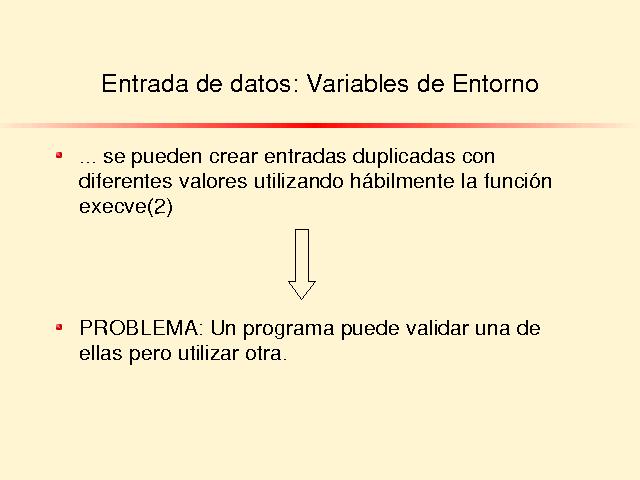 Entrada de datos: Variables de Entorno
... se pueden crear entradas duplicadas con
diferentes valores utilizando hábilmente la función
execve(2)
PROBLEMA: Un programa puede validar una de
ellas pero utilizar otra.